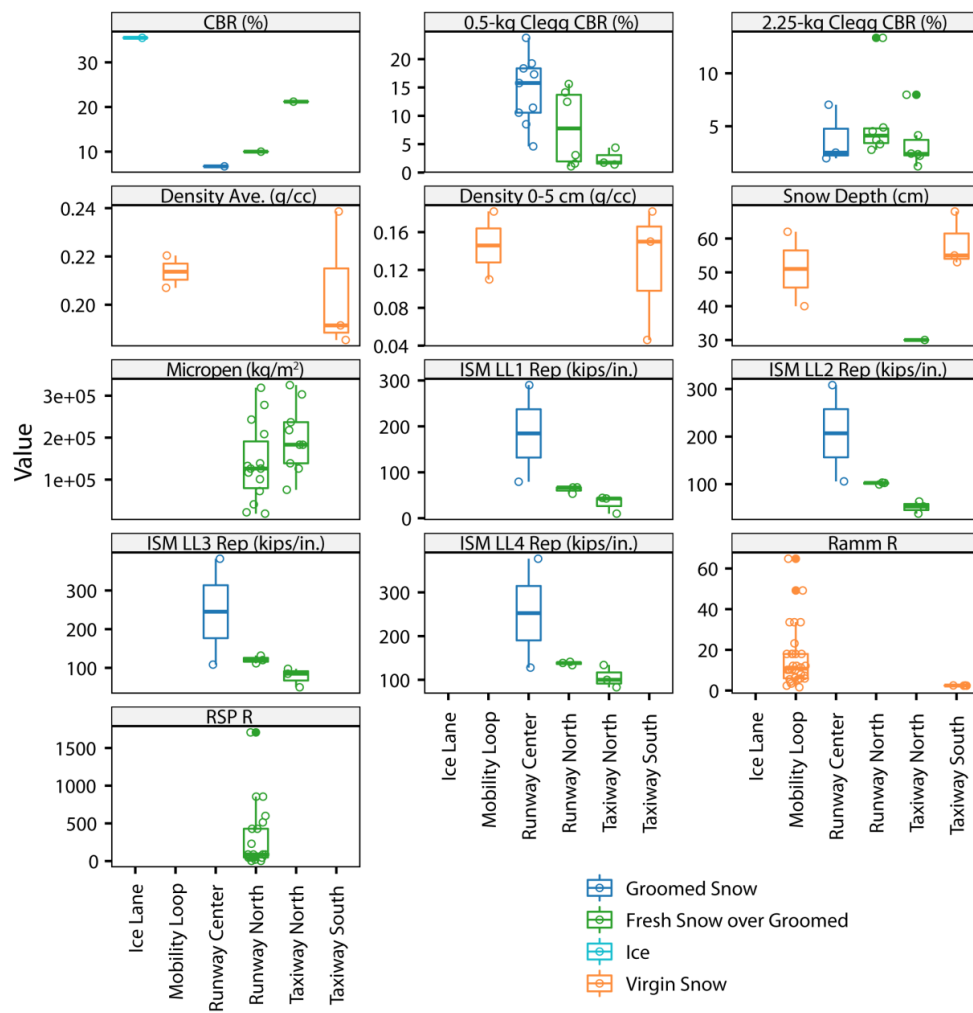 CBR (%)
0.5-kg Clegg CBR (%)
2.25-kg Clegg CBR (%)
30
20
10
20
15
10
5
0
10
5
Density Ave. (g/cc)
Density 0-5 cm (g/cc)
Snow Depth (cm)
0.24
0.22
0.20
0.16
0.12
0.08
0.04
60
50
40
30
Micropen (kg/m²)
ISM LL1 Rep (kips/in.)
ISM LL2 Rep (kips/in.)
Value
3e+05
2e+05
1e+05
300
200
100
0
300
200
100
ISM LL3 Rep (kips/in.)
ISM LL4 Rep (kips/in.)
Ramm R
300
200
100
300
200
100
60
40
20
0
RSP R
1500
1000
500
0
Ice Lane
Mobility Loop
Runway Center
Runway North
Taxiway North
Taxiway South
Ice Lane
Mobility Loop
Runway Center
Runway North
Taxiway North
Taxiway South
Ice Lane
Mobility Loop
Runway Center
Runway North
Taxiway North
Taxiway South
Groomed Snow
Fresh Snow over Groomed
Ice
Virgin Snow